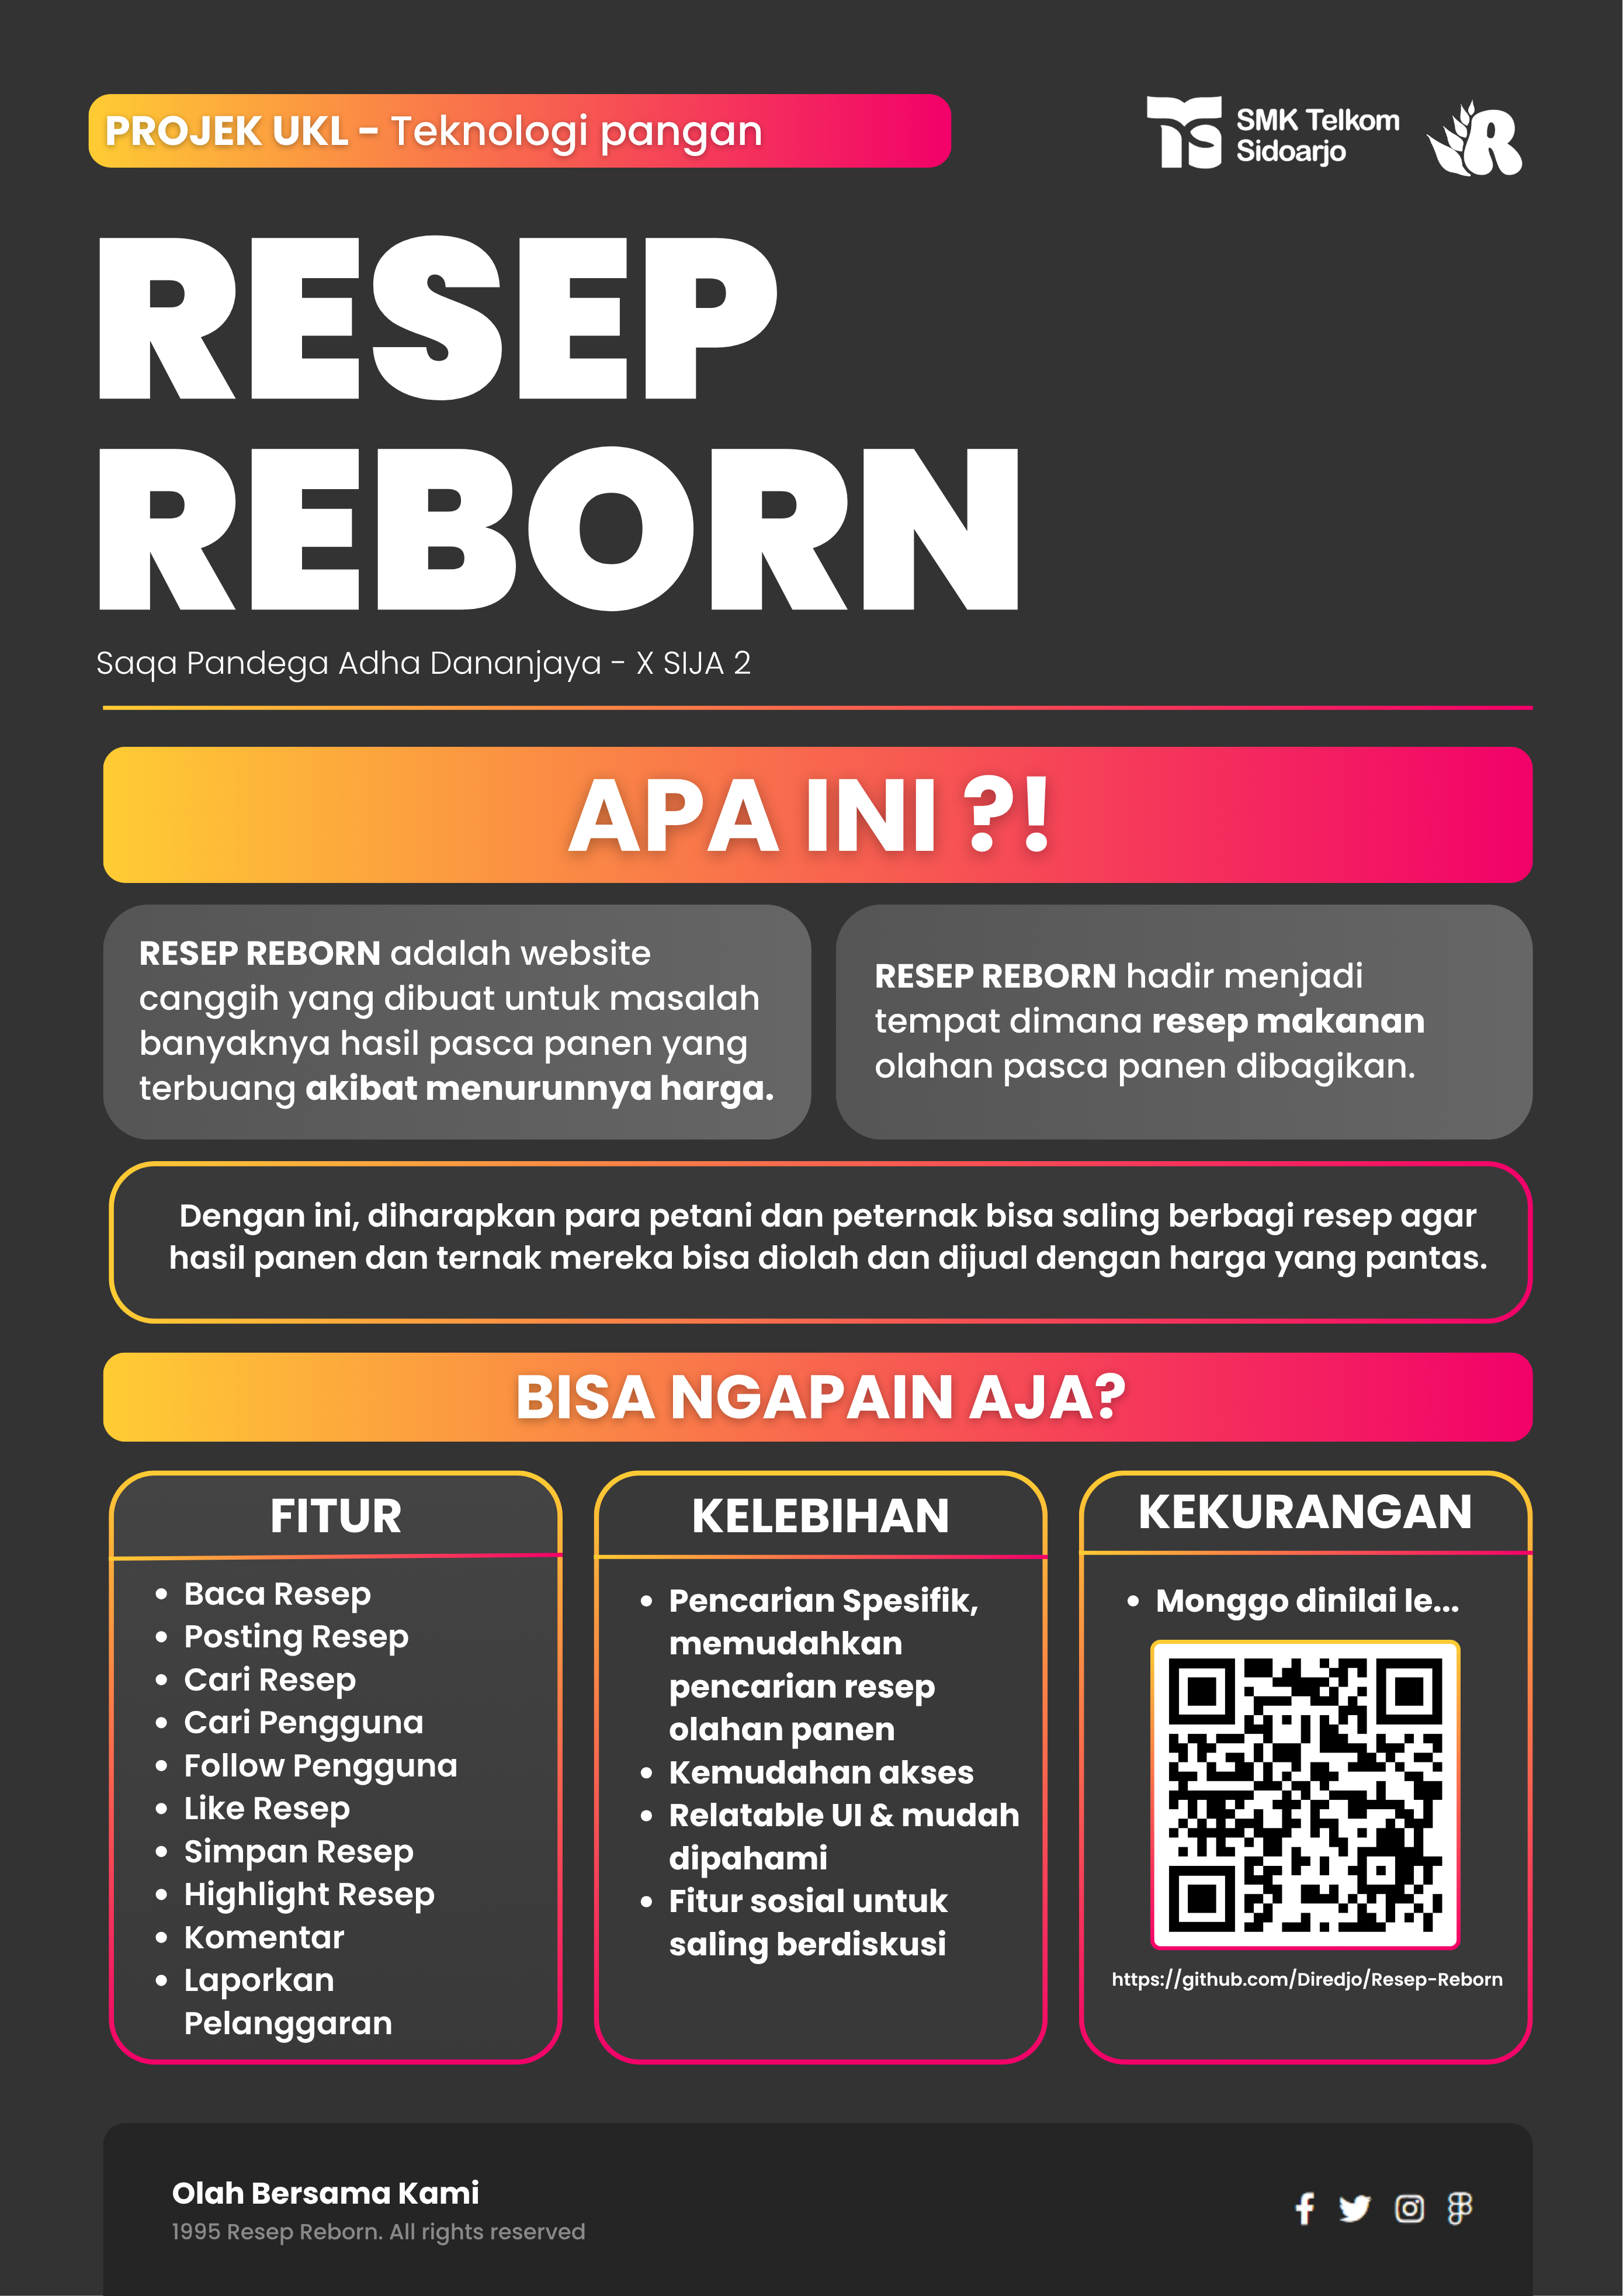 PROJEK UKL - Teknologi pangan
SMK Telkom
Sidoarjo
R
RESEP
REBORN
Saqa Pandega Adha Dananjaya - X SIJA 2
APA INI ?!
RESEP REBORN adalah website
canggih yang dibuat untuk masalah
banyaknya hasil pasca panen yang
terbuang akibat menurunnya harga.
RESEP REBORN hadir menjadi
tempat dimana resep makanan
olahan pasca panen dibagikan.
Dengan ini, diharapkan para petani dan peternak bisa saling berbagi resep agar
hasil panen dan ternak mereka bisa diolah dan dijual dengan harga yang pantas.
BISA NGAPAIN AJA?
FITUR
• Baca Resep
• Posting Resep
• Cari Resep
• Cari Pengguna
• Follow Pengguna
• Like Resep
• Simpan Resep
• Highlight Resep
• Komentar
• Laporkan
Pelanggaran
KELEBIHAN
• Pencarian Spesifik,
memudahkan
pencarian resep
olahan panen
• Kemudahan akses
• Relatable UI & mudah
dipahami
• Fitur sosial untuk
saling berdiskusi
KEKURANGAN
• Monggo dinilai le...
https://github.com/Diredjo/Resep-Reborn
Olah Bersama Kami
1995 Resep Reborn. All rights reserved